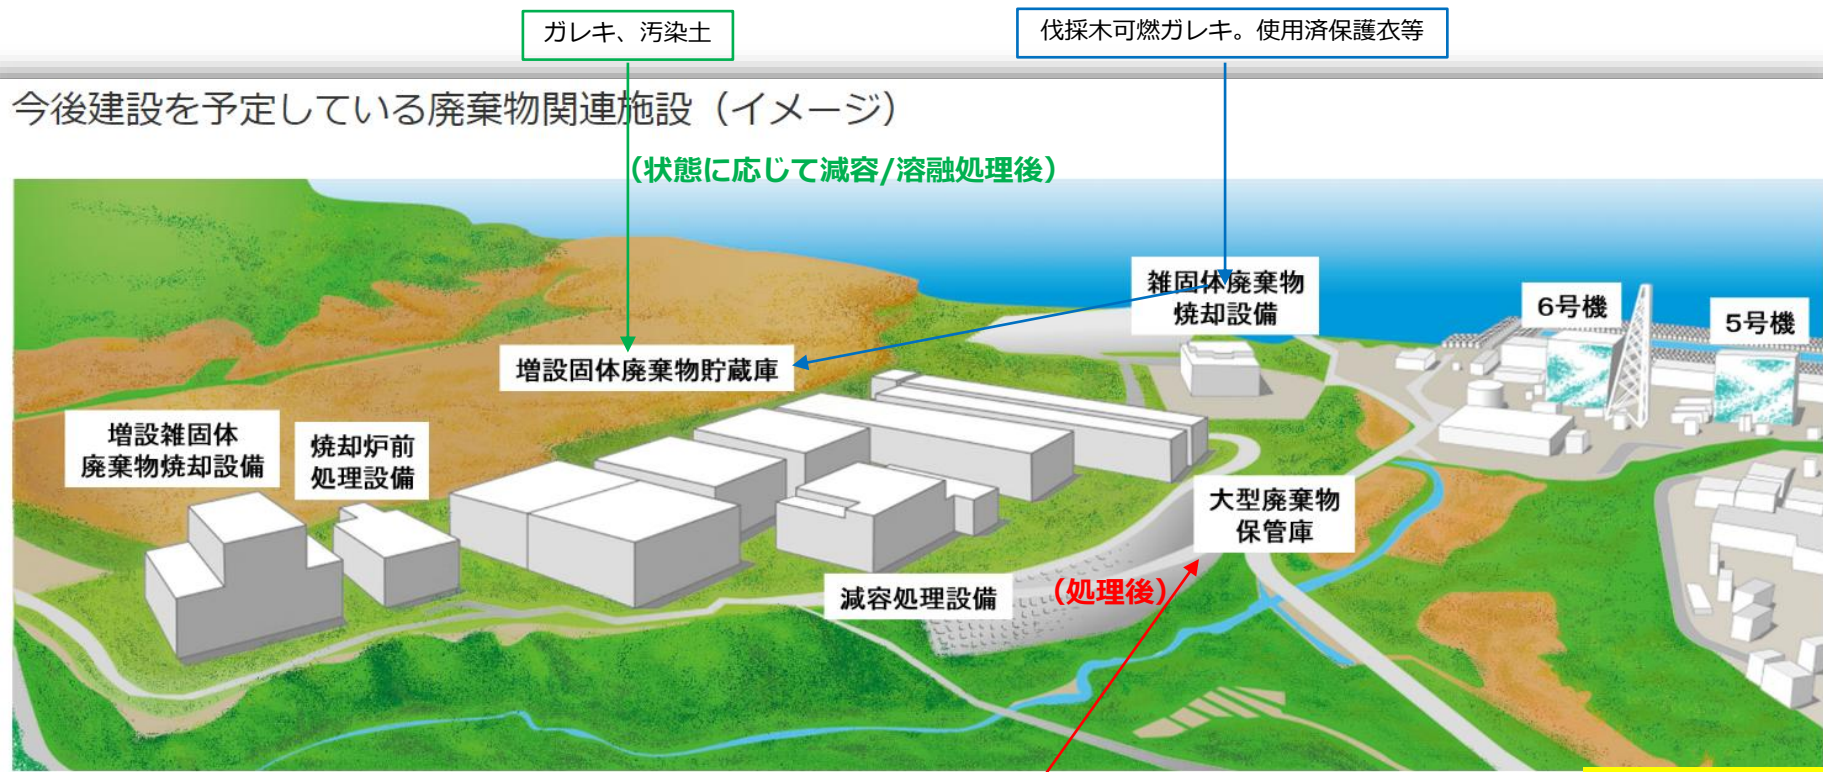 ガレキ、汚染土
伐採木可燃ガレキ。使用済保護衣等
今後建設を予定している廃棄物関連施設（イメージ）
（状態に応じて減容/溶融処理後）
雑固体廃棄物
焼却設備
6号機
5号機
増設固体廃棄物貯蔵庫
増設雑固体
廃棄物焼却設備
焼却炉前
処理設備
大型廃棄物
保管庫
減容処理設備
（処理後）